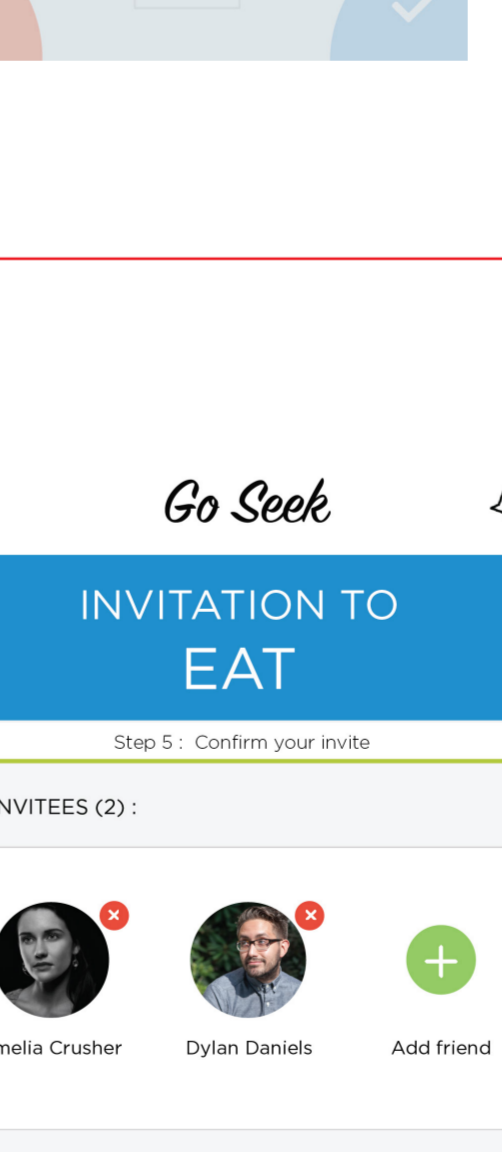 Go Seek
INVITATION TO
EAT
Step 5 : Confirm your invite
NVITEES (2) :
melia Crusher
Dylan Daniels
Add friend